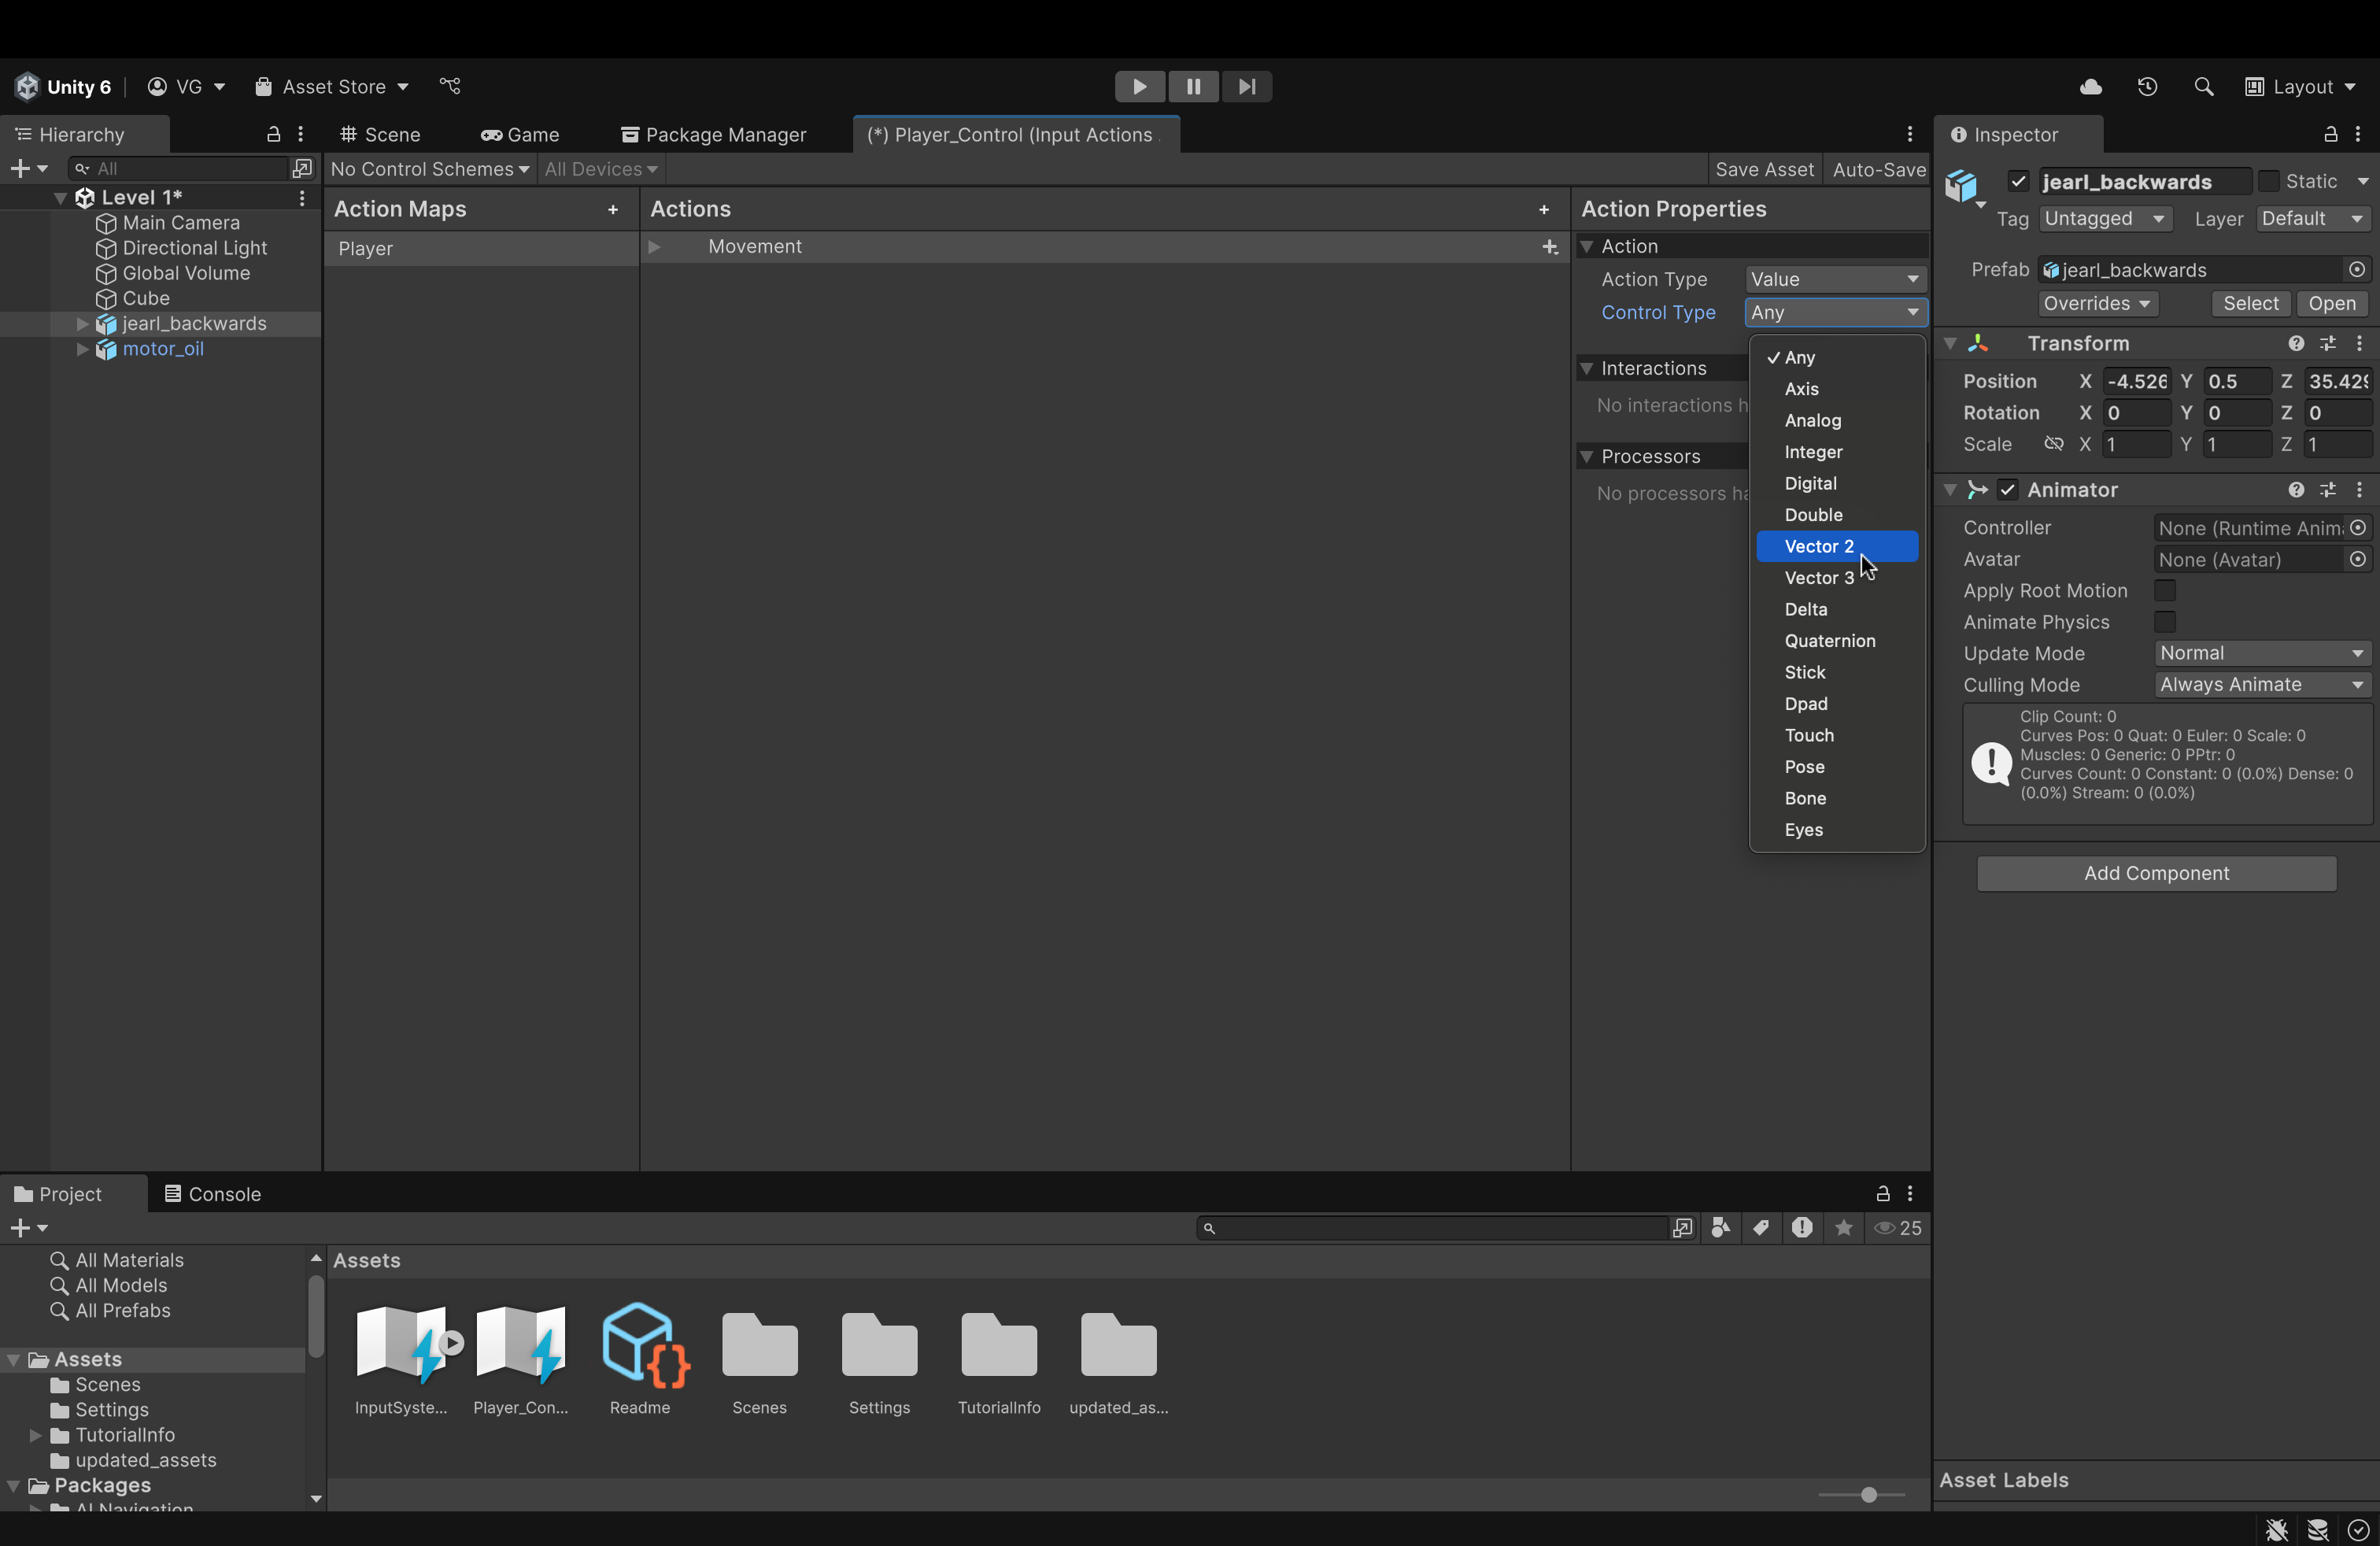 Unity 6
VG
Asset Store
Layout
Hierarchy
Scene
Game
Package Manager
(*) Player_Control (Input Actions
Inspector
All
No Control Schemes
All Devices
Save Asset
Auto-Save
jearl_backwards
Static
Tag
Untagged
Layer
Default
Prefab
jearl_backwards
Overrides
Select
Open
Level 1*
Main Camera
Directional Light
Global Volume
Cube
jearl_backwards
motor_oil
Action Maps
+
Player
Actions
+
Movement
+
Action Properties
Action
Action Type
Value
Control Type
Any
Interactions
No interactions h
Processors
No processors ha
Any
Axis
Analog
Integer
Digital
Double
Vector 2
Vector 3
Delta
Quaternion
Stick
Dpad
Touch
Pose
Bone
Eyes
Transform
Position X -4.526 Y 0.5 Z 35.429
Rotation X 0 Y 0 Z 0
Scale X 1 Y 1 Z 1
Animator
Controller
None (Runtime Anim
Avatar
None (Avatar)
Apply Root Motion
Animate Physics
Update Mode
Normal
Culling Mode
Always Animate
Clip Count: 0
Curves Pos: 0 Quat: 0 Euler: 0 Scale: 0
Muscles: 0 Generic: 0 PPtr: 0
Curves Count: 0 Constant: 0 (0.0%) Dense: 0
(0.0%) Stream: 0 (0.0%)
Add Component
Project
Console
25
All Materials
All Models
All Prefabs
Assets
Scenes
Settings
TutorialInfo
updated_assets
Packages
AI Navigation
Assets
InputSyste...
Player_Con...
Readme
Scenes
Settings
TutorialInfo
updated_as...
Asset Labels